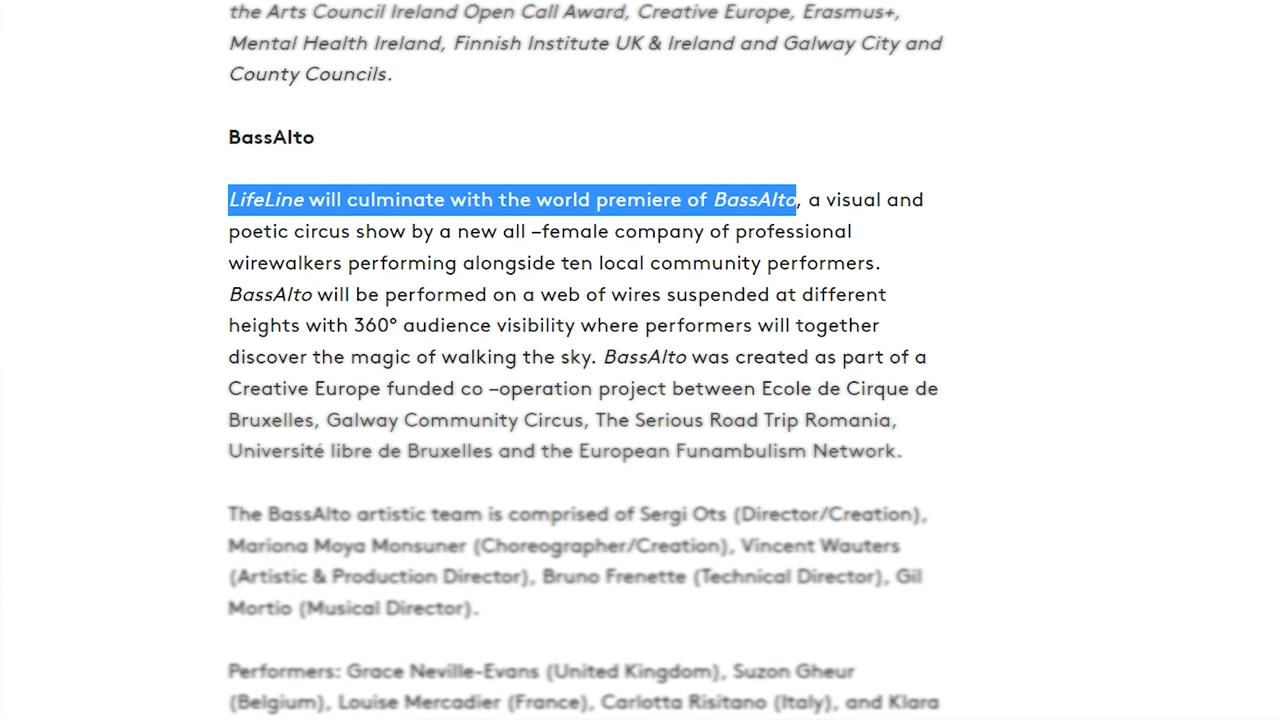 the Arts Council Ireland Open Call Award, Creative Europe, Erasmus+,
Mental Health Ireland, Finnish Institute UK & Ireland and Galway City and
County Councils.
BassAlto
LifeLine will culminate with the world premiere of BassAlto, a visual and
poetic circus show by a new all –female company of professional
wirewalkers performing alongside ten local community performers.
BassAlto will be performed on a web of wires suspended at different
heights with 360° audience visibility where performers will together
discover the magic of walking the sky. BassAlto was created as part of a
Creative Europe funded co –operation project between Ecole de Cirque de
Bruxelles, Galway Community Circus, The Serious Road Trip Romania,
Université libre de Bruxelles and the European Funambulism Network.
The BassAlto artistic team is comprised of Sergi Ots (Director/Creation),
Mariona Moya Monsuner (Choreographer/Creation), Vincent Wauters
(Artistic & Production Director), Bruno Frenette (Technical Director), Gil
Mortio (Musical Director).
Performers: Grace Neville-Evans (United Kingdom), Suzon Gheur
(Belgium), Louise Mercadier (France), Carlotta Risitano (Italy), and Klara